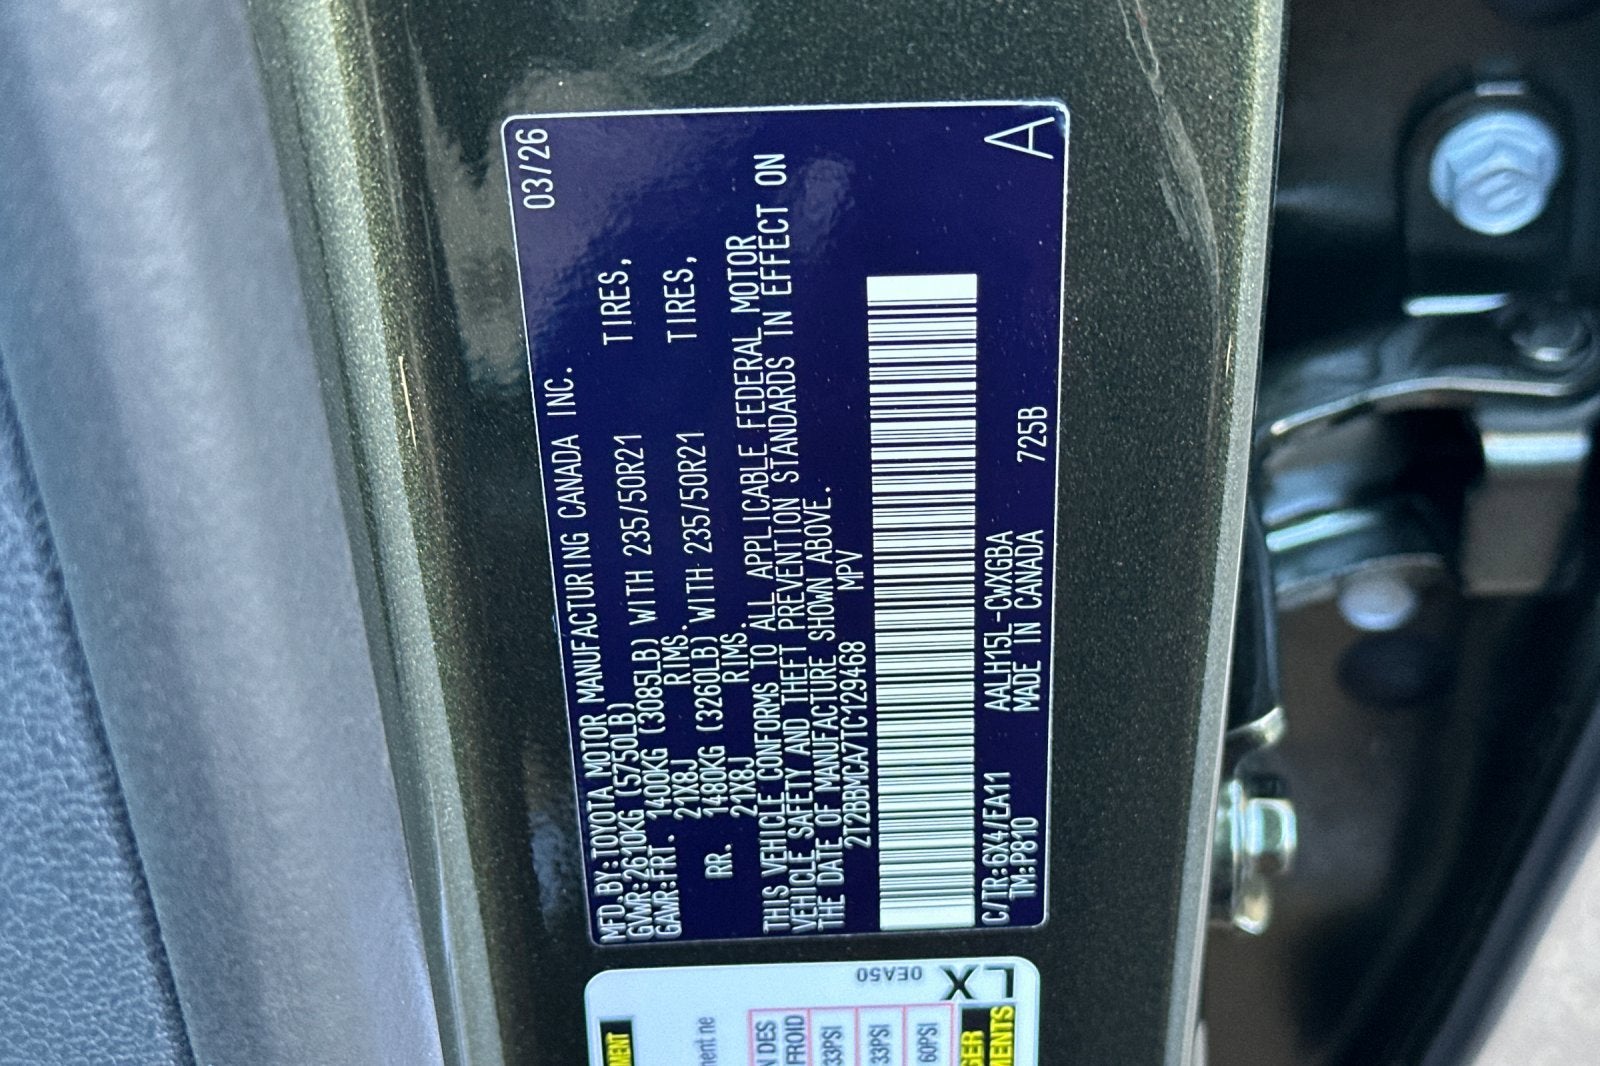 MFD.BY:TOYOTA MOTOR MANUFACTURING CANADA INC. 03/26
GVWR:2610KG (5750LB)
GAWR:FRT. 1400KG (3085LB) WITH 235/50R21 TIRES,
21X8J RIMS.
RR. 1480KG (3260LB) WITH 235/50R21 TIRES,
21X8J RIMS.
THIS VEHICLE CONFORMS TO ALL APPLICABLE FEDERAL MOTOR
VEHICLE SAFETY AND THEFT PREVENTION STANDARDS IN EFFECT ON
THE DATE OF MANUFACTURE SHOWN ABOVE.
2T2BBMCA7TC129468 MPV
C/TR:6X4/EA11 AALH15L-CWXGBA 725B A
TM:P810 MADE IN CANADA
0EA50
LX
33PSI
33PSI
60PSI
FROID